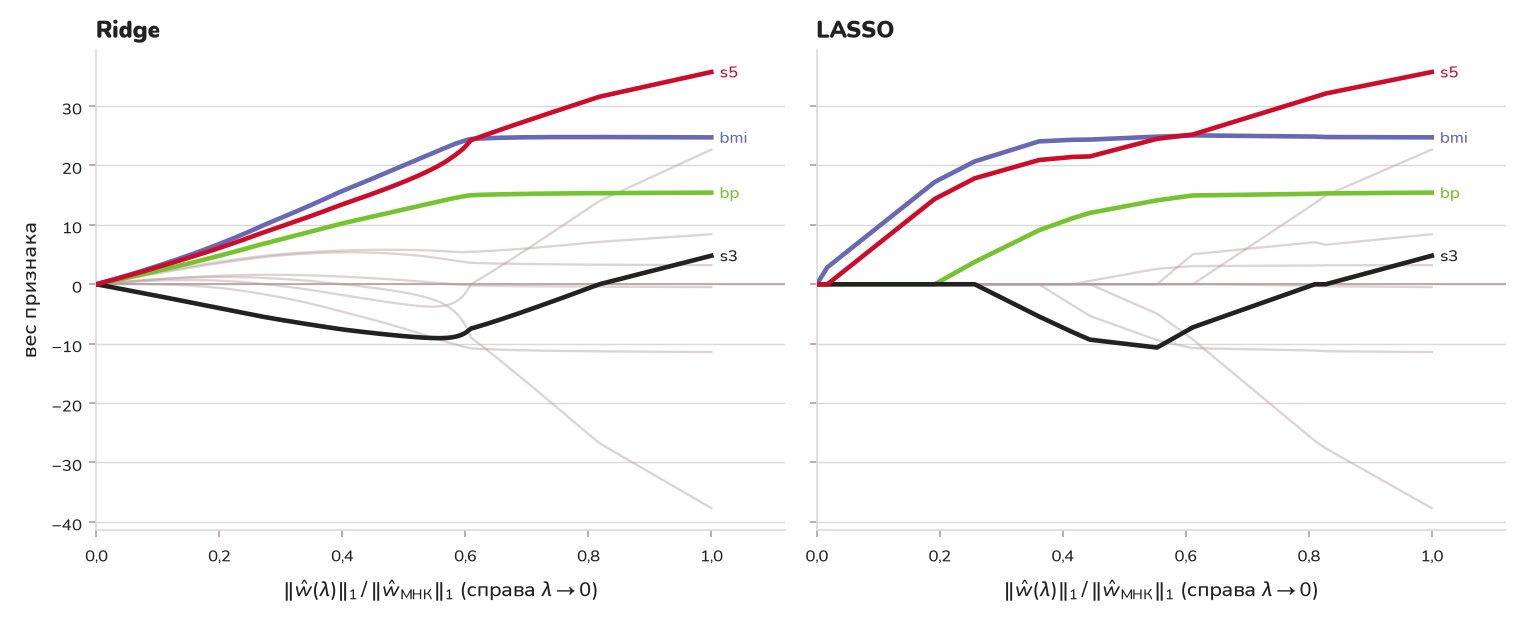 Ridge
вес признака
30
20
10
0
−10
−20
−30
−40
s5
bmi
bp
s3
0,0 0,2 0,4 0,6 0,8 1,0
‖ŵ(λ)‖₁ / ‖ŵМНК‖₁ (справа λ → 0)
LASSO
s5
bmi
bp
s3
0,0 0,2 0,4 0,6 0,8 1,0
‖ŵ(λ)‖₁ / ‖ŵМНК‖₁ (справа λ → 0)